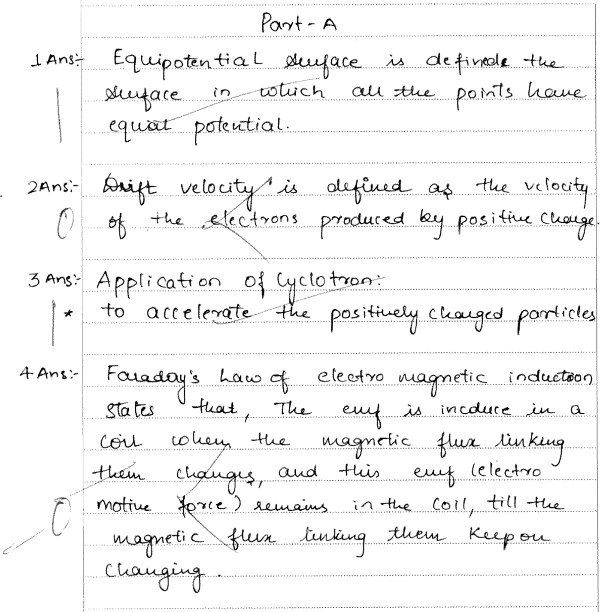 Part-A
1 Ans:- Equipotential surface is definede the
surface in which all the points have
equal potential.
2 Ans:- Drift velocity is defined as the velocity
0 of the electrons produced by positive charge.
3 Ans:- Application of Cyclotron:-
1 * to accelerate the positively charged particles
4 Ans:- Faraday's Law of electro magnetic induction
states that, The emf is incduce in a
coil when the magnetic flux linking
them changes, and this emf (electro
0 motive force) remains in the coil, till the
magnetic flux linking them keep on
changing.